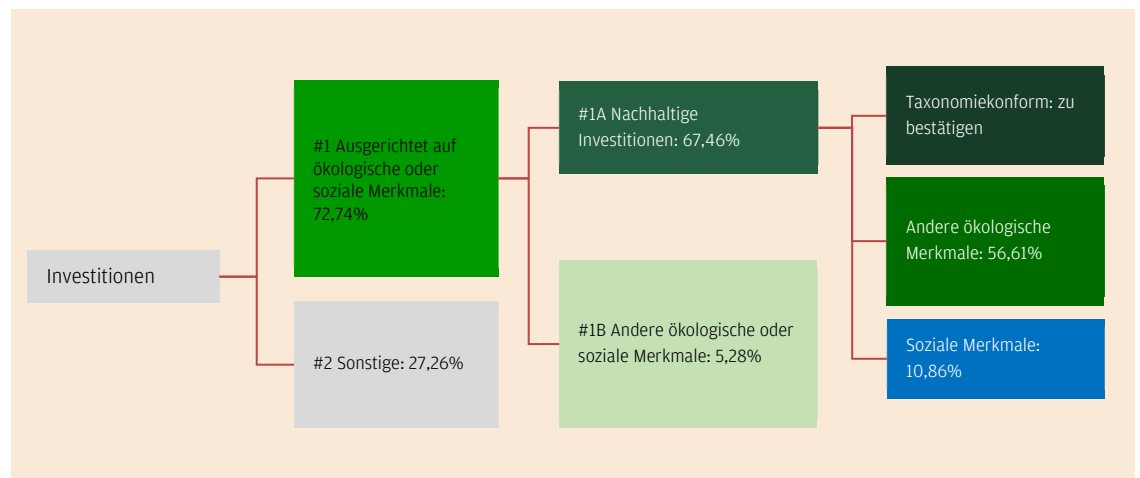 Investitionen
#1 Ausgerichtet auf
ökologische oder
soziale Merkmale:
72,74%
#2 Sonstige: 27,26%
#1A Nachhaltige
Investitionen: 67,46%
#1B Andere ökologische oder
soziale Merkmale: 5,28%
Taxonomiekonform: zu
bestätigen
Andere ökologische
Merkmale: 56,61%
Soziale Merkmale:
10,86%